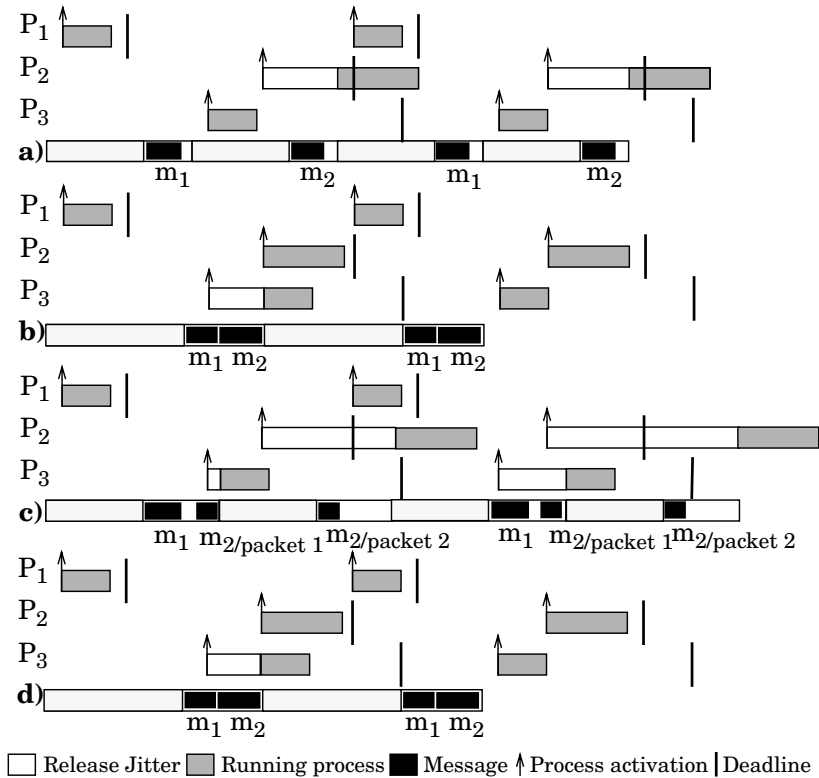 P1
P2
P3
a)
m1 m2 m1 m2
P1
P2
P3
b)
m1 m2 m1 m2
P1
P2
P3
c)
m1 m2/packet 1 m2/packet 2 m1 m2/packet 1 m2/packet 2
P1
P2
P3
d)
m1 m2 m1 m2
Release Jitter Running process Message Process activation Deadline